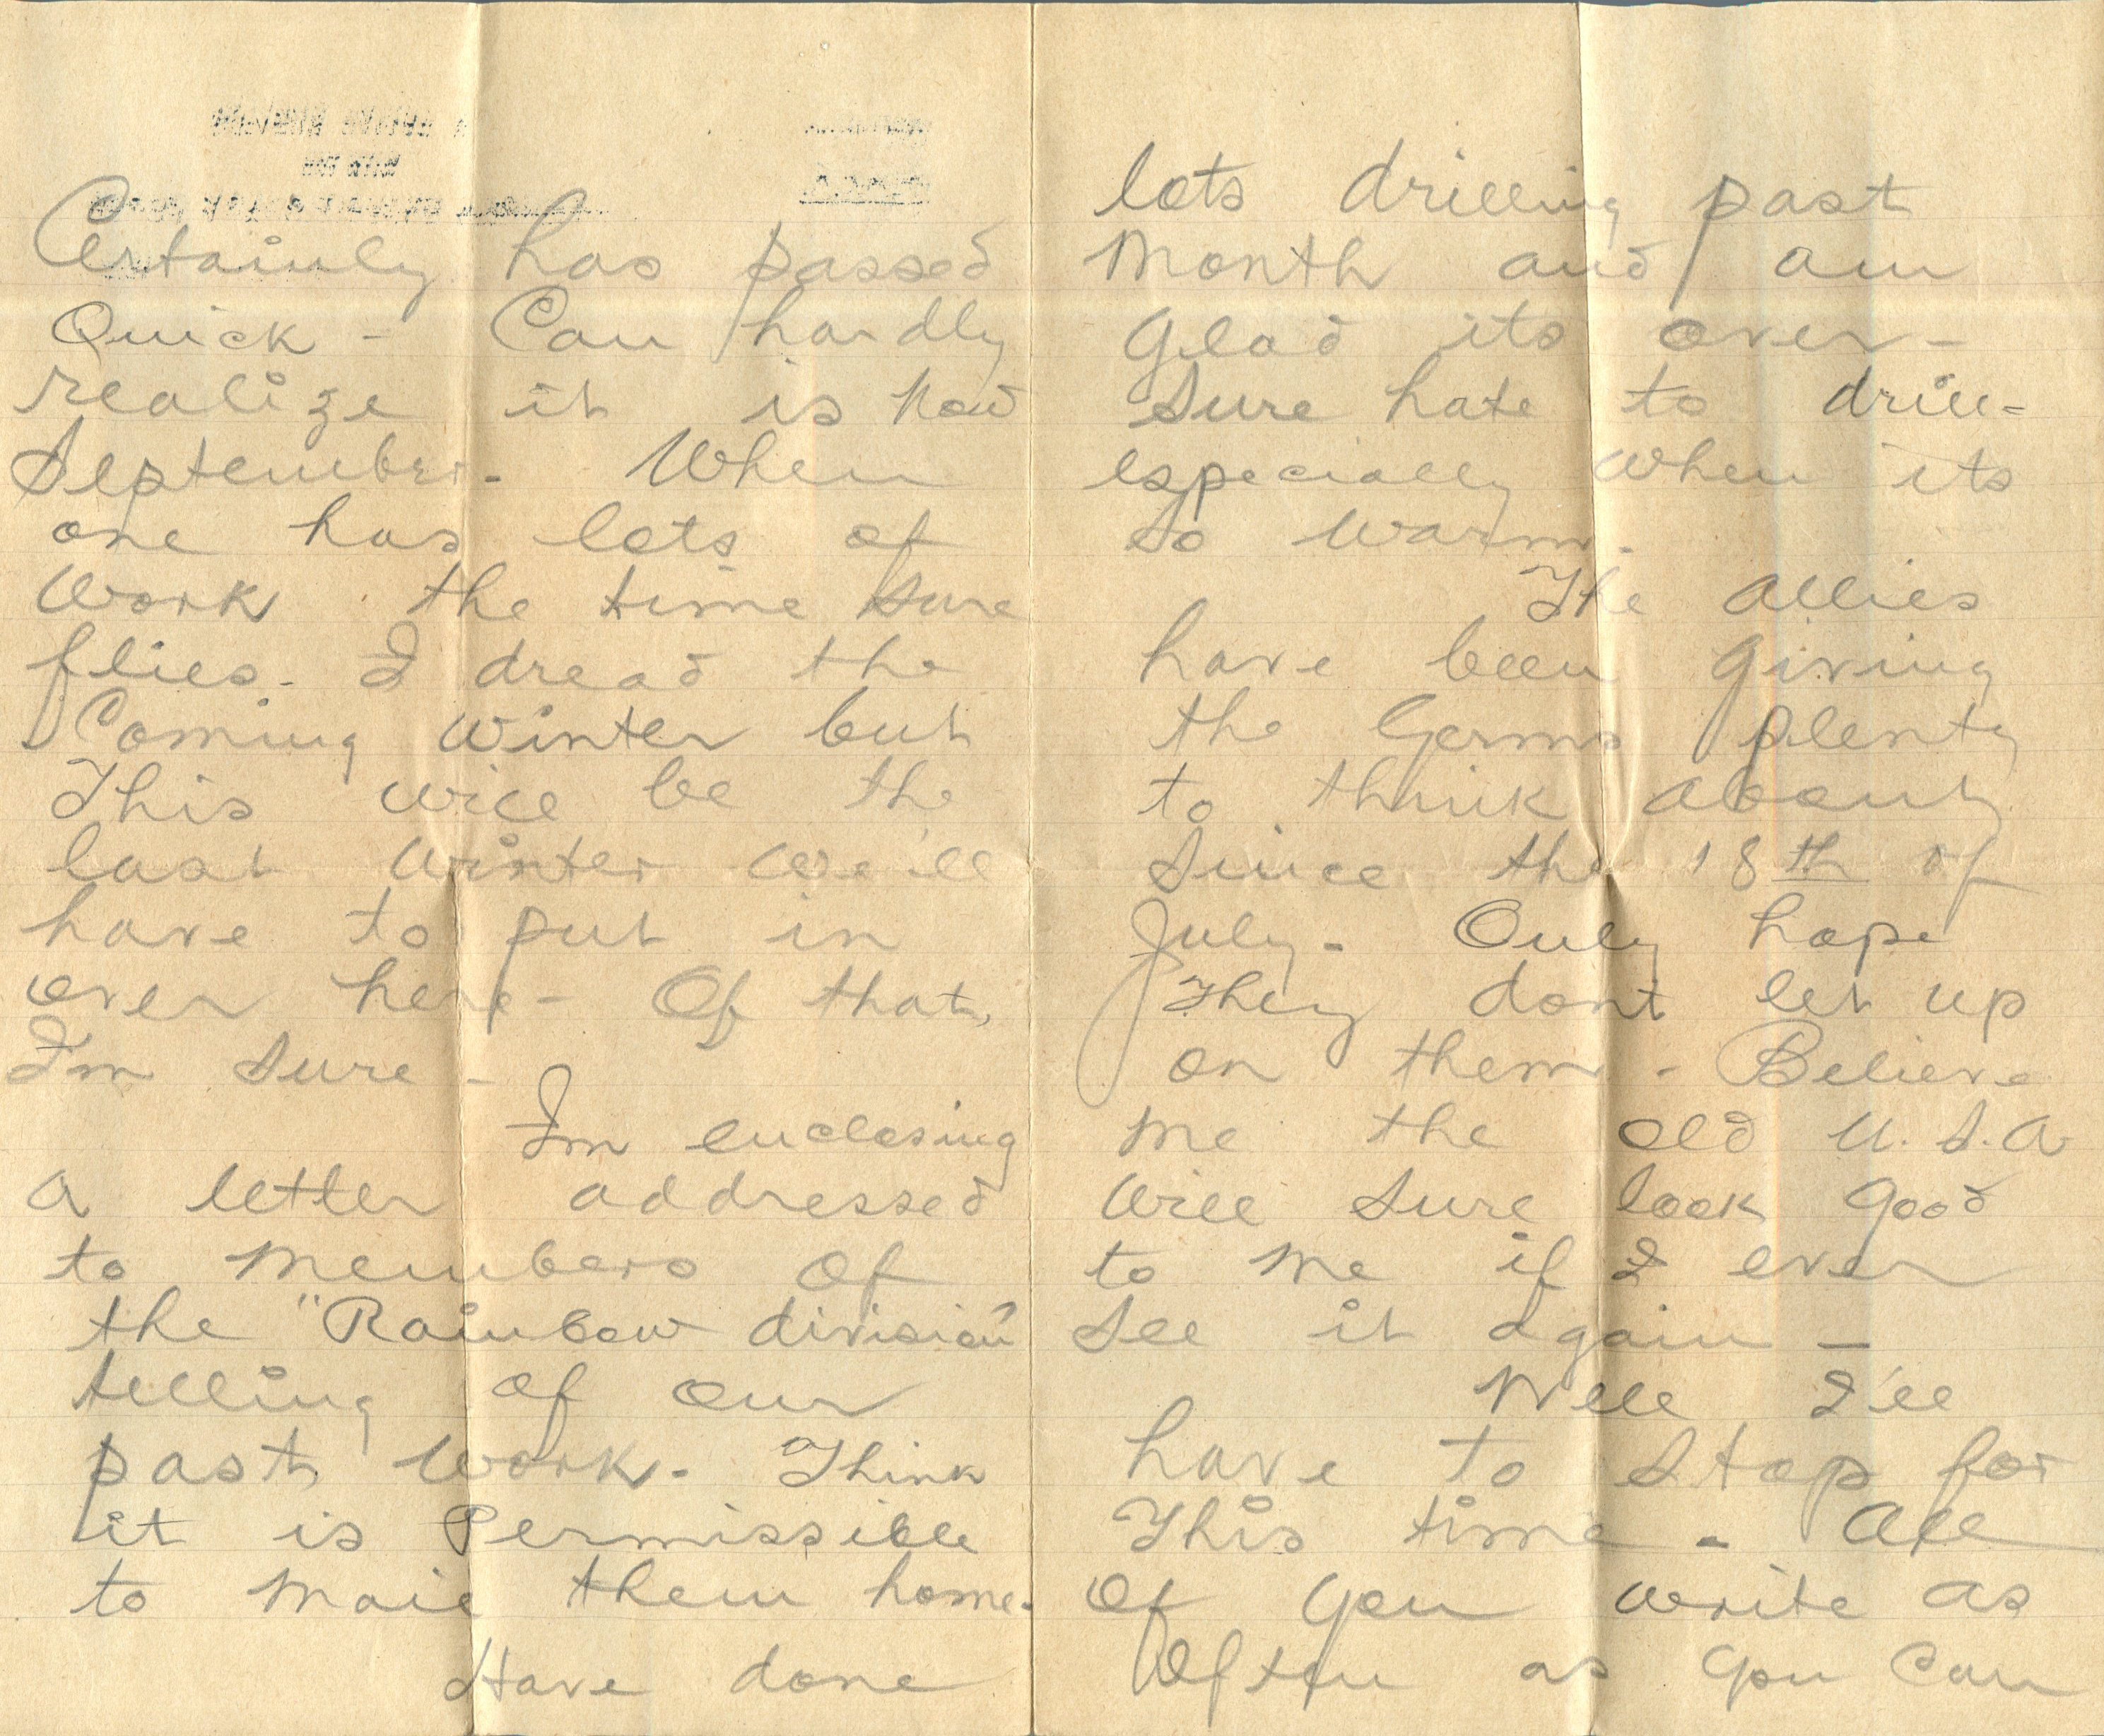 Certainly has passed
Quick - Can hardly
realize it is now
September. When
one has lots of
work the time sure
flies. I dread the
Coming winter but
This will be the
last winter we'ell
have to put in
over here - Of that,
I'm sure -
I'm enclosing
a letter addressed
to members of
the "Rainbow division"
telling of our
past work. Think
it is Permissible
to mail them home.
Have done
lots drilling past
Month and am
Glad its over -
Sure hate to drill -
especially when its
so warm.
The allies
have been giving
the Germs plenty
to think about
since the 18th of
July. Only hope
They dont let up
on them - Believe
me the old U.S.A
will sure look good
to me if I ever
see it again -
Well I'll
have to stop for
This time - All
of you write as
often as you can